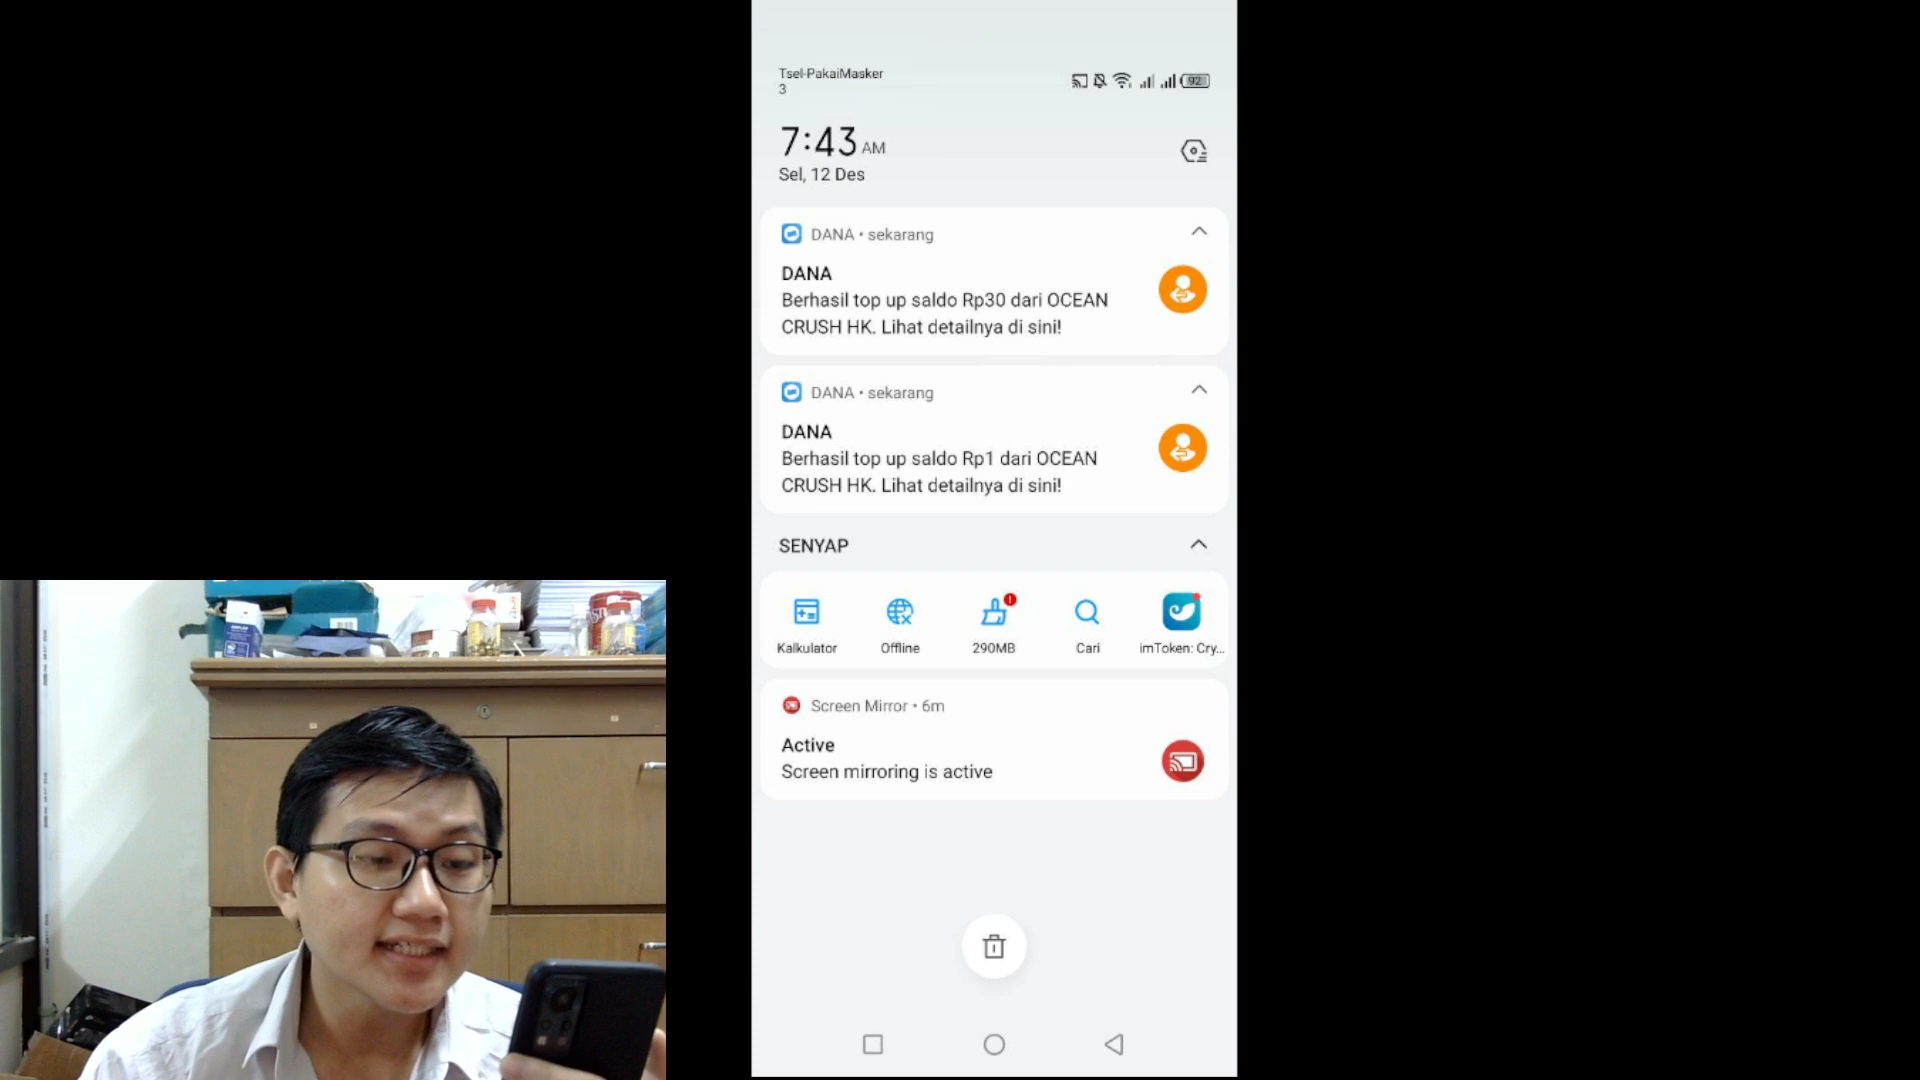 Tsel-PakaiMasker
3
92
7:43 AM
Sel, 12 Des
DANA • sekarang
DANA
Berhasil top up saldo Rp30 dari OCEAN
CRUSH HK. Lihat detailnya di sini!
DANA • sekarang
DANA
Berhasil top up saldo Rp1 dari OCEAN
CRUSH HK. Lihat detailnya di sini!
SENYAP
Kalkulator
Offline
290MB
Cari
imToken: Cry...
Screen Mirror • 6m
Active
Screen mirroring is active